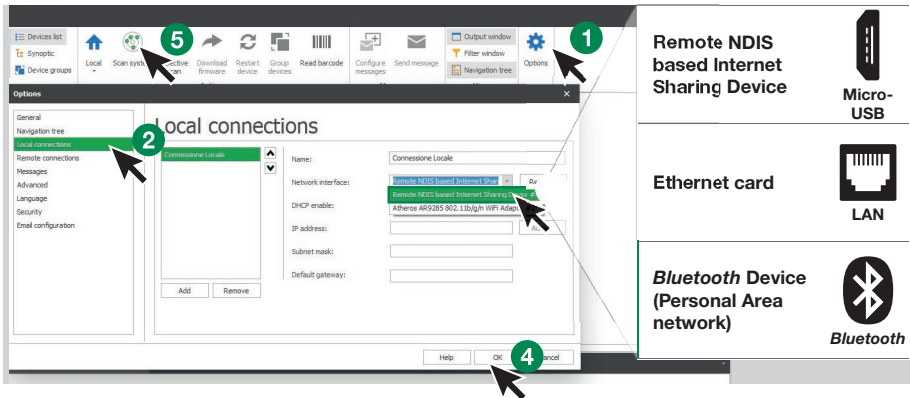 Devices list
Synoptic
Device groups
Local
Scan syste
5
ective
can
Download
firmware
Restart
device
Group
devices
Read barcode
Configure
messages
Send message
Output window
Filter window
Navigation tree
Options
1
Options
General
Navigation tree
Local connections
Remote connections
Messages
Advanced
Language
Security
Email configuration
2
Local connections
Connessione Locale
Add
Remove
Name:
Connessione Locale
Network interface:
Remote NDIS based Internet Shar
Remote NDIS based Internet Sharing
Atheros AR9285 802.11b/g/n WiFi Adap
DHCP enable:
IP address:
Subnet mask:
Default gateway:
Help
OK
4
ancel
Remote NDIS
based Internet
Sharing Device
Micro-
USB
Ethernet card
LAN
Bluetooth Device
(Personal Area
network)
Bluetooth